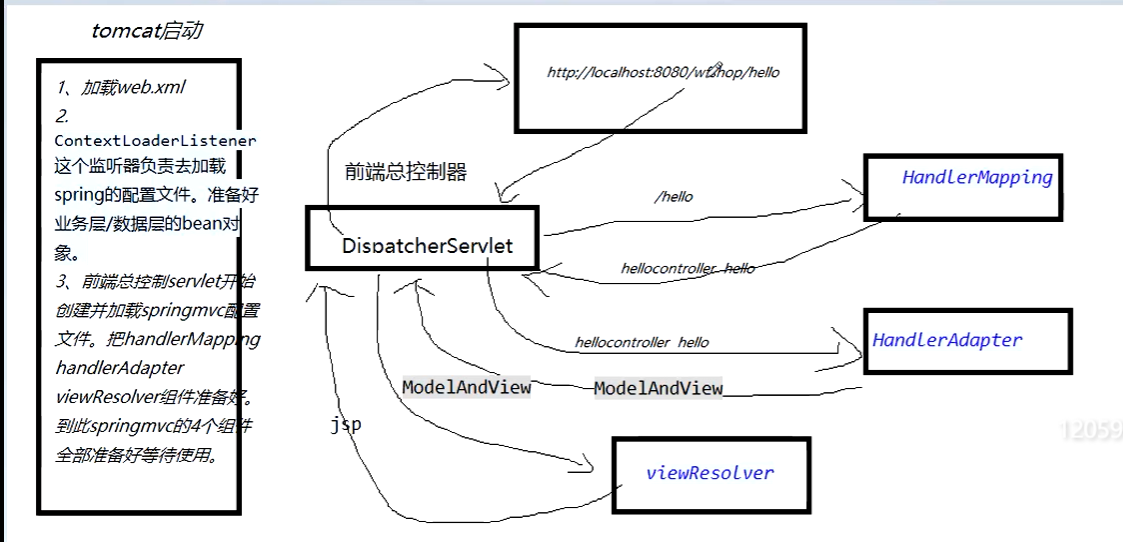 tomcat启动
1、加载web.xml
2.
ContextLoaderListener
这个监听器负责去加载
spring的配置文件。准备好
业务层/数据层的bean对
象。
3、前端总控制servlet开始
创建并加载springmvc配置
文件。把handlerMapping
handlerAdapter
viewResolver组件准备好。
到此springmvc的4个组件
全部准备好等待使用。
http://localhost:8080/wfshop/hello
前端总控制器
DispatcherServlet
/hello
HandlerMapping
hellocontroller hello
hellocontroller hello
HandlerAdapter
ModelAndView
ModelAndView
jsp
viewResolver
12059